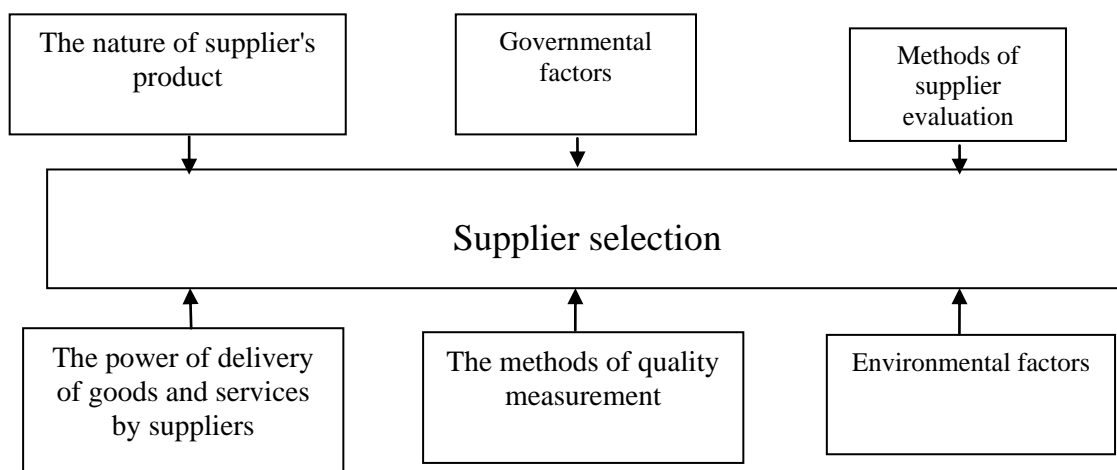 The nature of supplier's
product
Governmental
factors
Methods of
supplier
evaluation
Supplier selection
The power of delivery
of goods and services
by suppliers
The methods of quality
measurement
Environmental factors